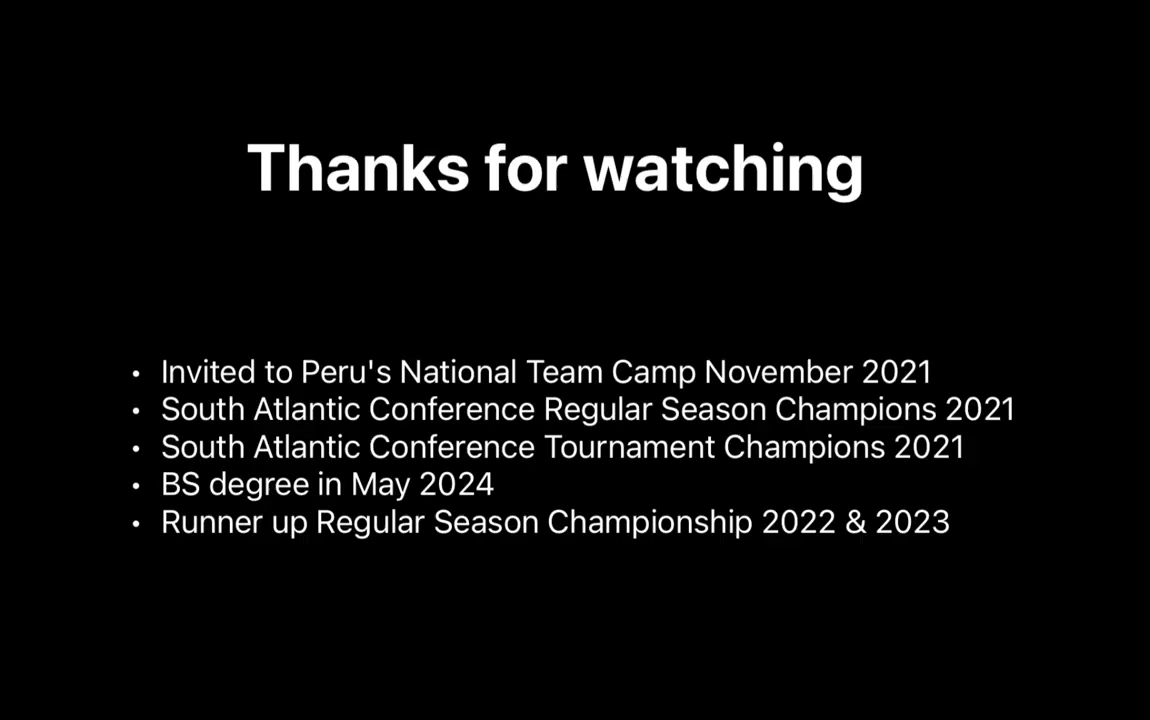 Thanks for watching
• Invited to Peru's National Team Camp November 2021
• South Atlantic Conference Regular Season Champions 2021
• South Atlantic Conference Tournament Champions 2021
• BS degree in May 2024
• Runner up Regular Season Championship 2022 & 2023